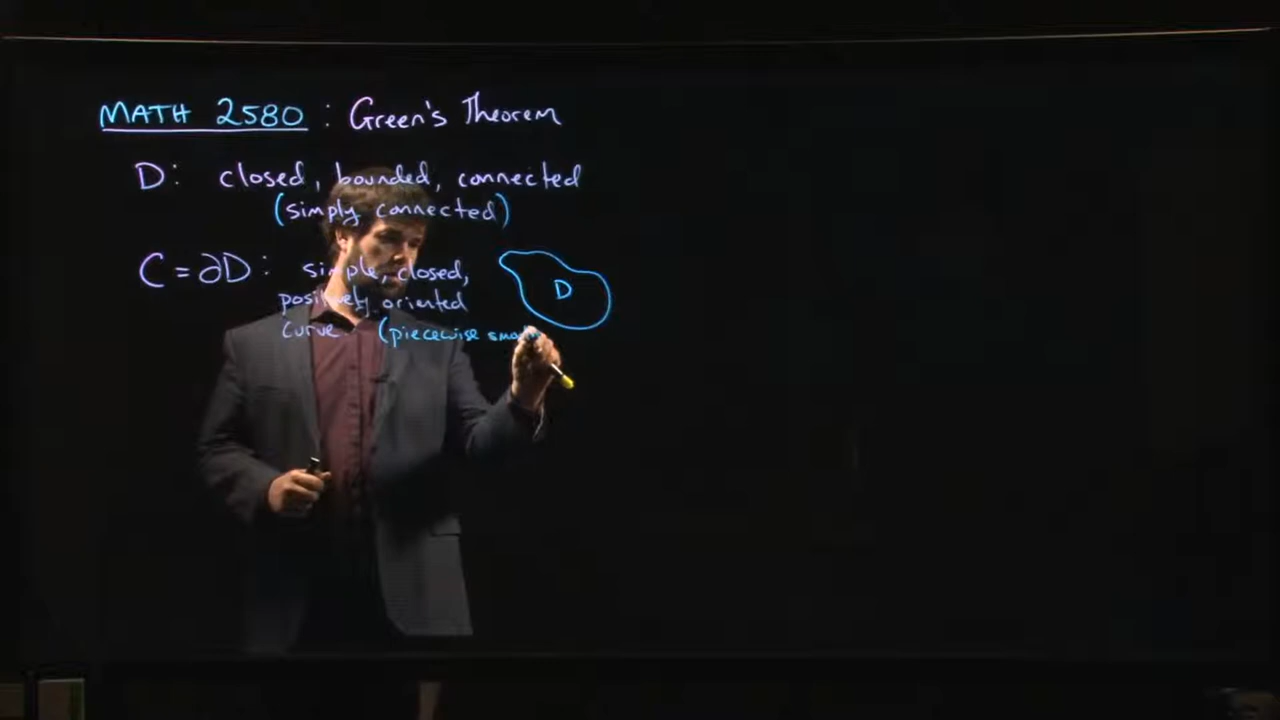 MATH 2580 : Green's Theorem
D: closed, bounded, connected
(simply connected)
C = ∂D : simple, closed,
positively oriented
curve. (piecewise
D